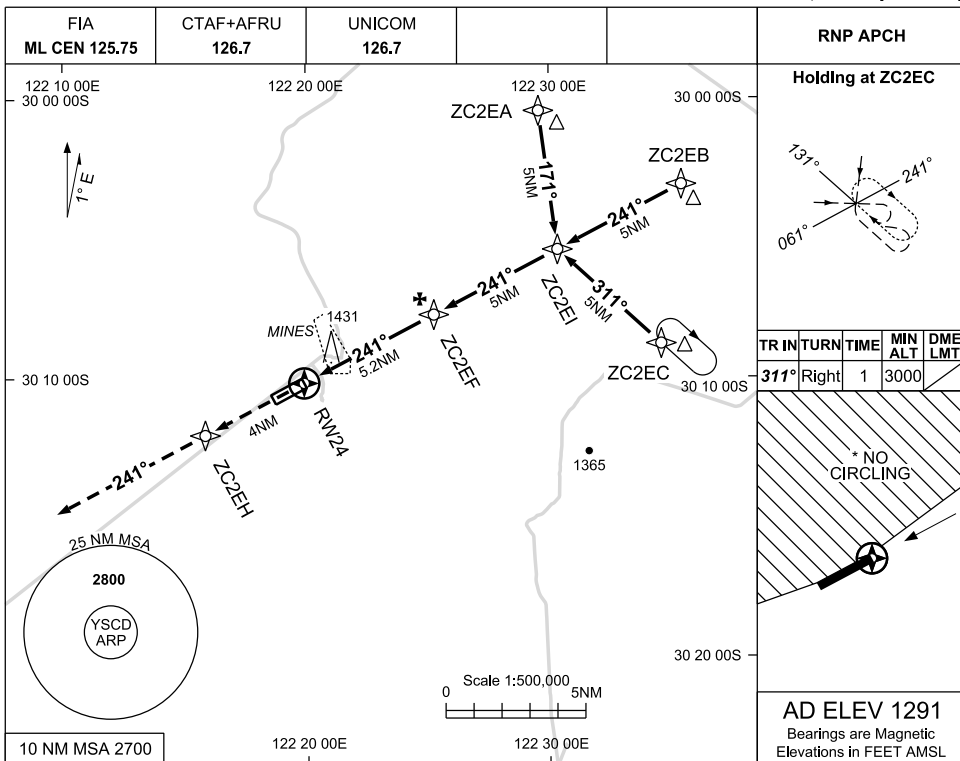 FIA
ML CEN 125.75
CTAF+AFRU
126.7
UNICOM
126.7
RNP APCH
122 10 00E
122 20 00E
122 30 00E
30 00 00S
30 00 00S
1° E
ZC2EA
171°
5NM
ZC2EB
241°
5NM
ZC2EI
241°
5NM
311°
5NM
ZC2EC
ZC2EF
MINES
1431
241°
5.2NM
30 10 00S
30 10 00S
RW24
4NM
ZC2EH
241°
1365
25 NM MSA
2800
YSCD
ARP
30 20 00S
Scale 1:500,000
0
5NM
10 NM MSA 2700
122 20 00E
122 30 00E
Holding at ZC2EC
131°
241°
061°
TR IN TURN TIME MIN ALT DME LMT
311° Right 1 3000
* NO
CIRCLING
AD ELEV 1291
Bearings are Magnetic
Elevations in FEET AMSL